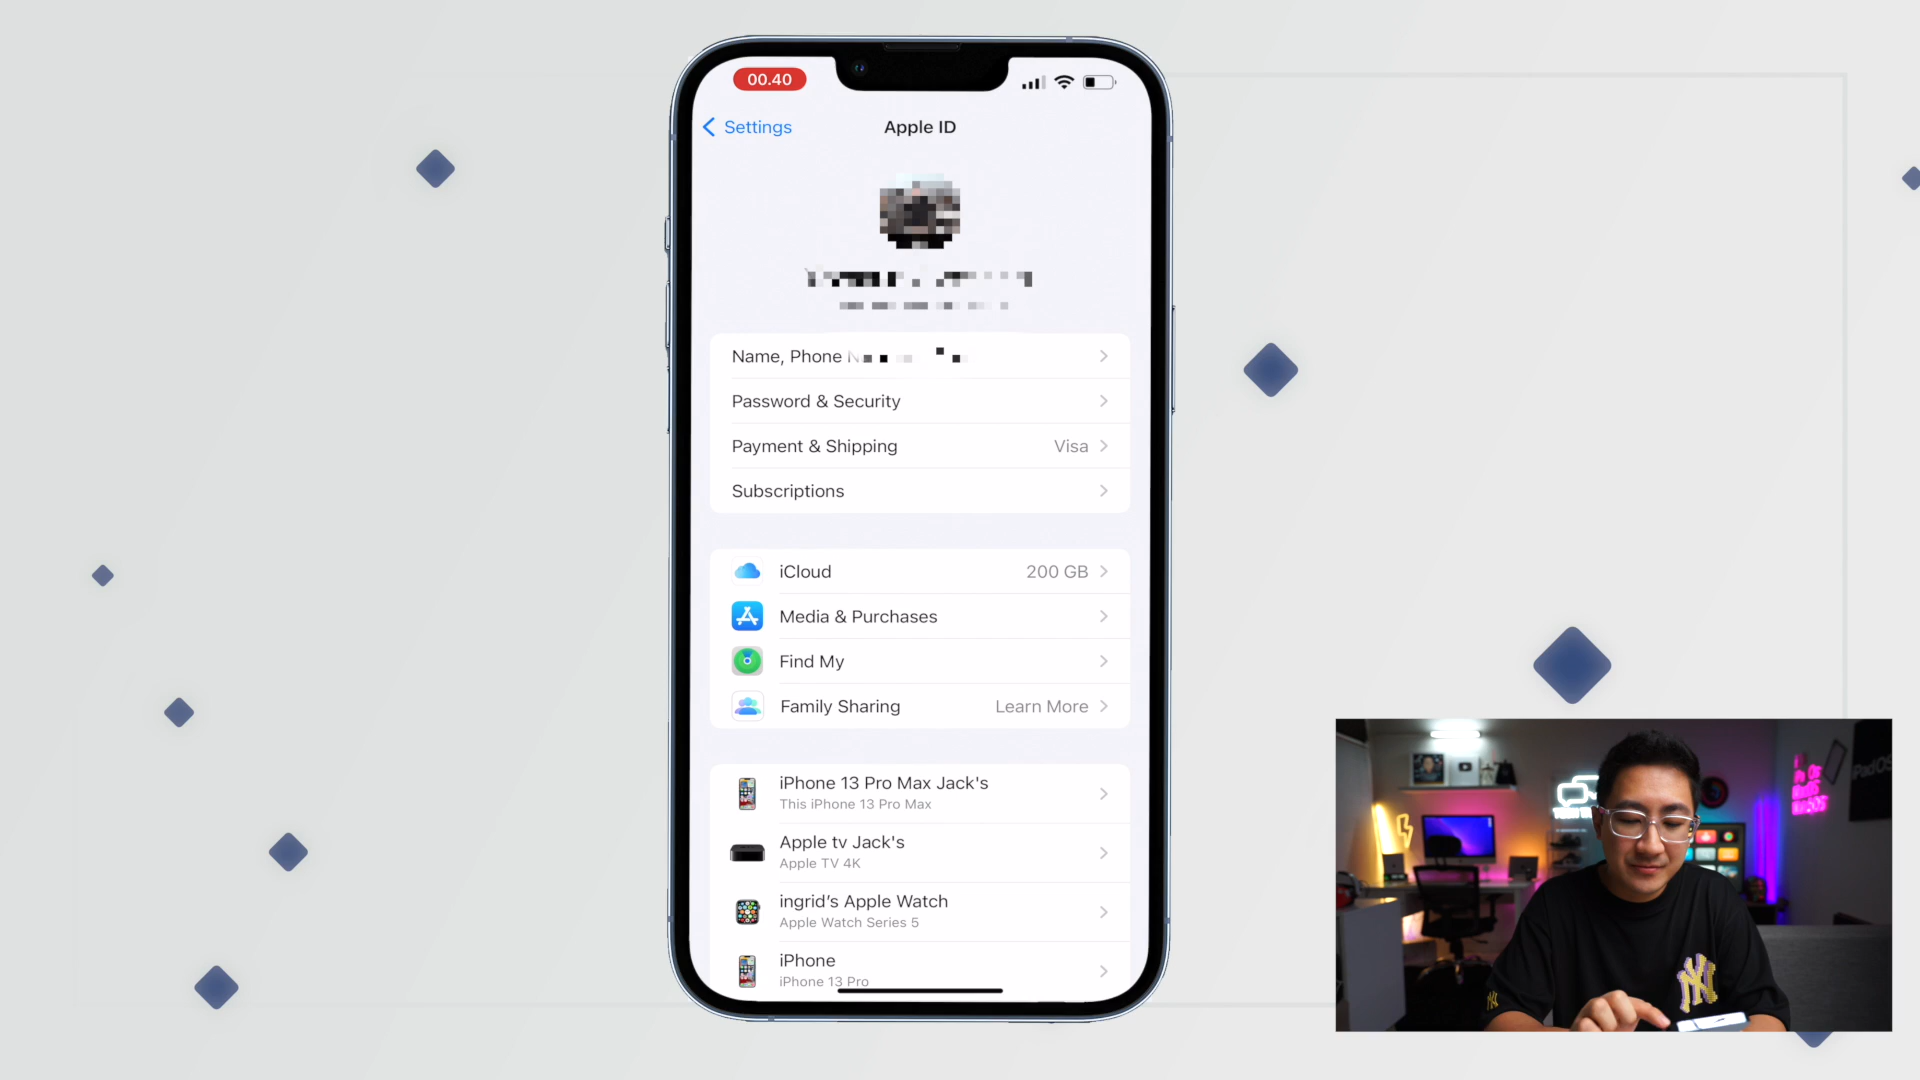 00.40
Settings
Apple ID
Name, Phone
Password & Security
Payment & Shipping
Visa
Subscriptions
iCloud
200 GB
Media & Purchases
Find My
Family Sharing
Learn More
iPhone 13 Pro Max Jack's
This iPhone 13 Pro Max
Apple tv Jack's
Apple TV 4K
ingrid’s Apple Watch
Apple Watch Series 5
iPhone
iPhone 13 Pro
NY